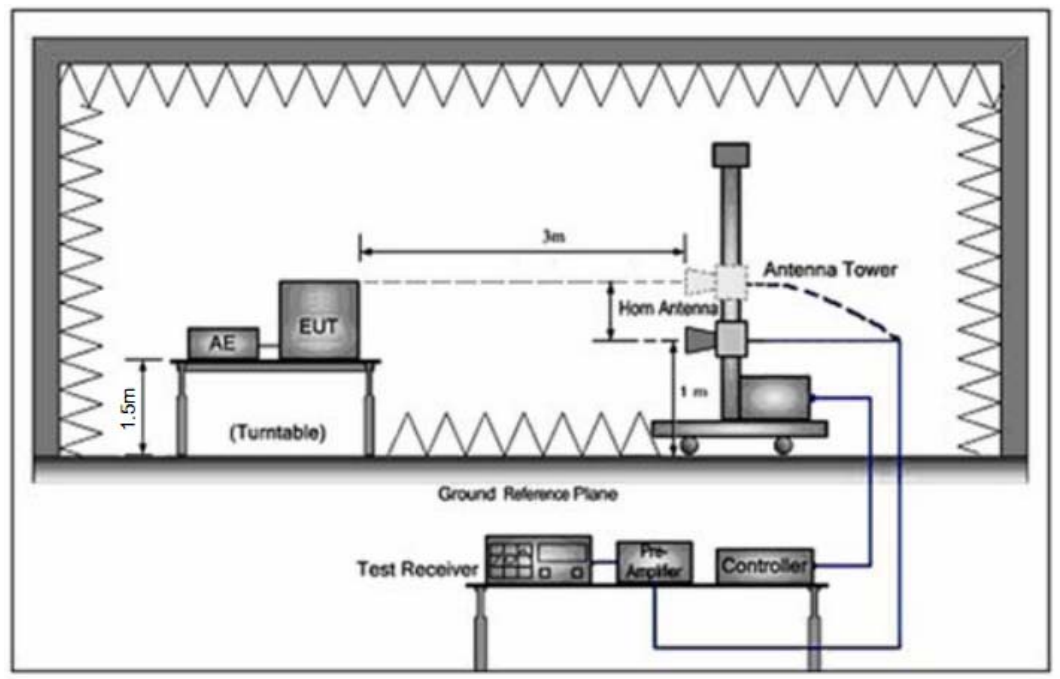 3m
Antenna Tower
Horn Antenna
EUT
AE
1.5m
1 m
(Turntable)
Ground Reference Plane
Test Receiver
Pre-
Amplifier
Controller